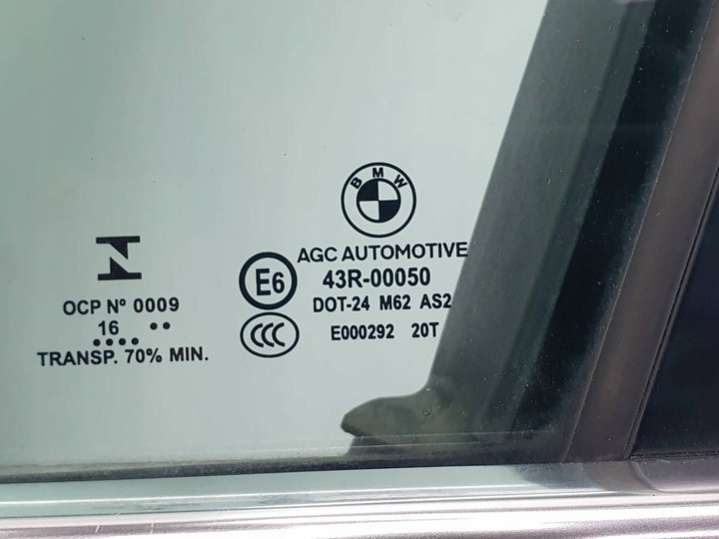 BMW
AGC AUTOMOTIVE
E6
43R-00050
DOT-24 M62 AS2
CCC
E000292 20T
OCP Nº 0009
16
TRANSP. 70% MIN.